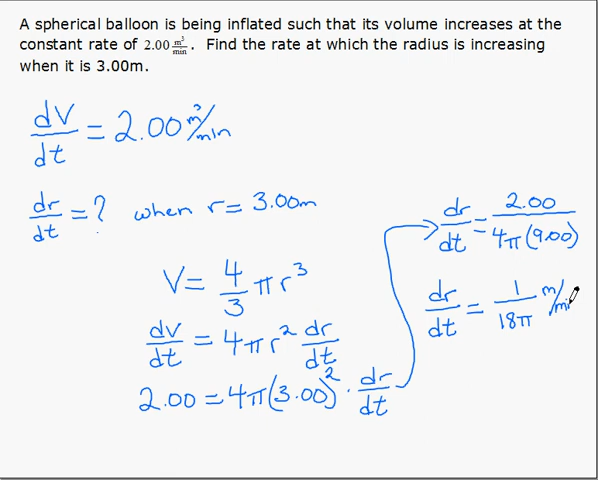 A spherical balloon is being inflated such that its volume increases at the
constant rate of 2.00 m³/min. Find the rate at which the radius is increasing
when it is 3.00m.
dV/dt = 2.00 m³/min
dr/dt = ? when r = 3.00m
V = 4/3 πr³
dv/dt = 4πr² dr/dt
2.00 = 4π(3.00)² · dr/dt
dr/dt = 2.00/4π(9.00)
dr/dt = 1/18π m/mi